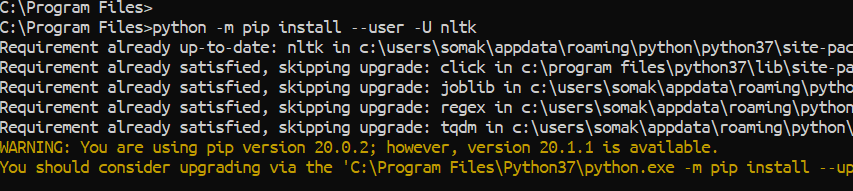 C:\Program Files>
C:\Program Files>python -m pip install --user -U nltk
Requirement already up-to-date: nltk in c:\users\somak\appdata\roaming\python\python37\site-pac
Requirement already satisfied, skipping upgrade: click in c:\program files\python37\lib\site-pa
Requirement already satisfied, skipping upgrade: joblib in c:\users\somak\appdata\roaming\pytho
Requirement already satisfied, skipping upgrade: regex in c:\users\somak\appdata\roaming\python
Requirement already satisfied, skipping upgrade: tqdm in c:\users\somak\appdata\roaming\python\
WARNING: You are using pip version 20.0.2; however, version 20.1.1 is available.
You should consider upgrading via the 'C:\Program Files\Python37\python.exe -m pip install --up